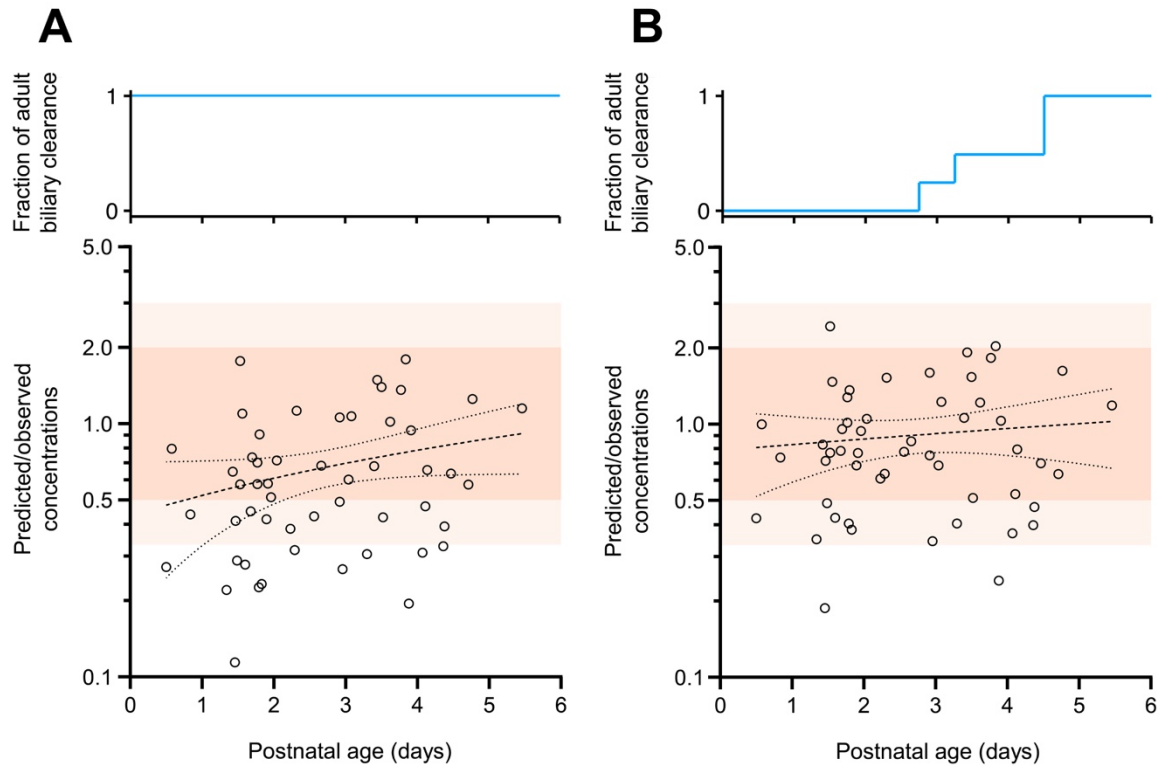 A
Fraction of adult
biliary clearance
1
0
Predicted/observed
concentrations
5.0
2.0
1.0
0.5
0.1
0 1 2 3 4 5 6
Postnatal age (days)
B
Fraction of adult
biliary clearance
1
0
Predicted/observed
concentrations
5.0
2.0
1.0
0.5
0.1
0 1 2 3 4 5 6
Postnatal age (days)